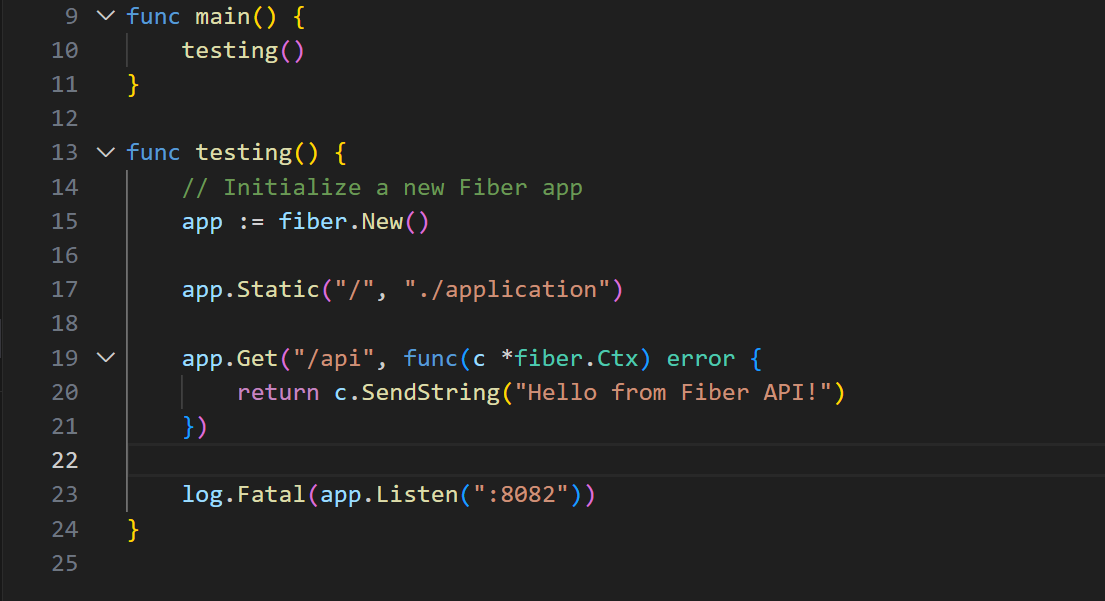 9 func main() {
10     testing()
11 }
12
13 func testing() {
14     // Initialize a new Fiber app
15     app := fiber.New()
16
17     app.Static("/", "./application")
18
19     app.Get("/api", func(c *fiber.Ctx) error {
20         return c.SendString("Hello from Fiber API!")
21     })
22
23     log.Fatal(app.Listen(":8082"))
24 }
25